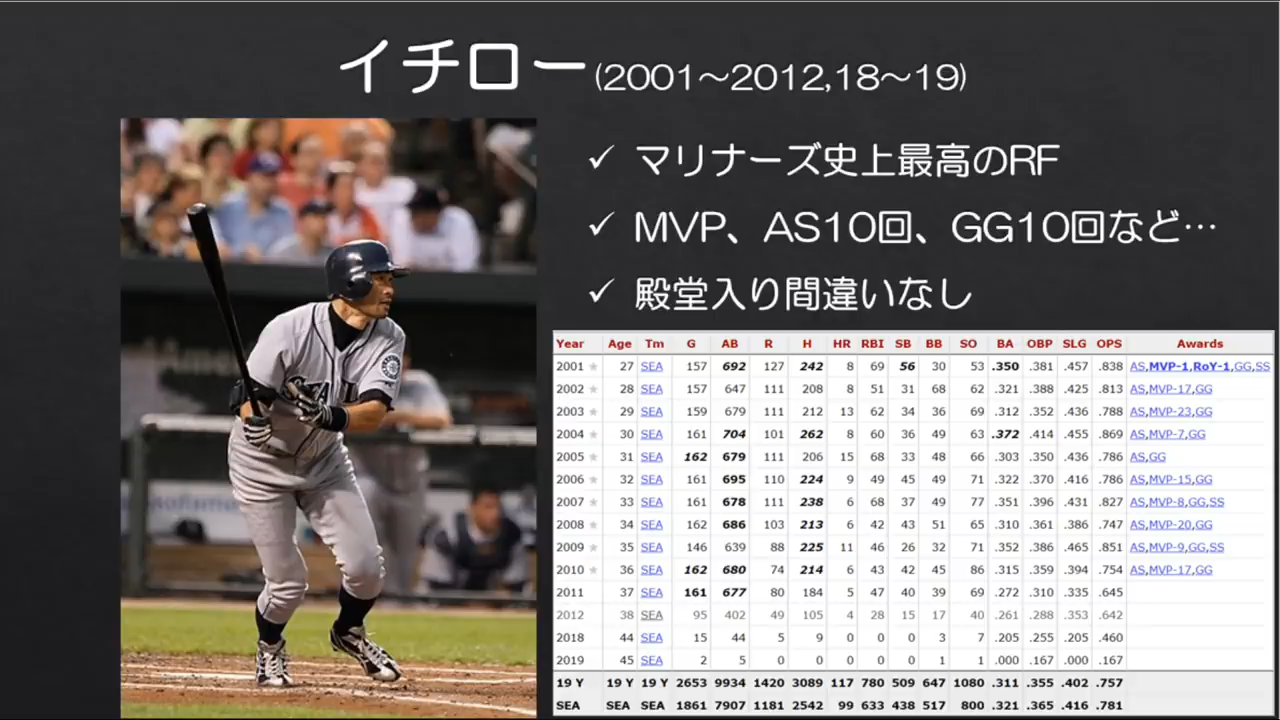 イチロー(2001～2012,18～19)
✓ マリナーズ史上最高のRF
✓ MVP、AS10回、GG10回など…
✓ 殿堂入り間違いなし
Year Age Tm G AB R H HR RBI SB BB SO BA OBP SLG OPS Awards
2001 ★ 27 SEA 157 692 127 242 8 69 56 30 53 .350 .381 .457 .838 AS,MVP-1,RoY-1,GG,SS
2002 ★ 28 SEA 157 647 111 208 8 51 31 68 62 .321 .388 .425 .813 AS,MVP-17,GG
2003 ★ 29 SEA 159 679 111 212 13 62 34 36 69 .312 .352 .436 .788 AS,MVP-23,GG
2004 ★ 30 SEA 161 704 101 262 8 60 36 49 63 .372 .414 .455 .869 AS,MVP-7,GG
2005 ★ 31 SEA 162 679 111 206 15 68 33 48 66 .303 .350 .436 .786 AS,GG
2006 ★ 32 SEA 161 695 110 224 9 49 45 49 71 .322 .370 .416 .786 AS,MVP-15,GG
2007 ★ 33 SEA 161 678 111 238 6 68 37 49 77 .351 .396 .431 .827 AS,MVP-8,GG,SS
2008 ★ 34 SEA 162 686 103 213 6 42 43 51 65 .310 .361 .386 .747 AS,MVP-20,GG
2009 ★ 35 SEA 146 639 88 225 11 46 26 32 71 .352 .386 .465 .851 AS,MVP-9,GG,SS
2010 ★ 36 SEA 162 680 74 214 6 43 42 45 86 .315 .359 .394 .754 AS,MVP-17,GG
2011 37 SEA 161 677 80 184 5 47 40 39 69 .272 .310 .335 .645
2012 38 SEA 95 402 49 105 4 28 15 17 40 .261 .288 .353 .642
2018 44 SEA 15 44 5 9 0 0 0 3 7 .205 .255 .205 .460
2019 45 SEA 2 5 0 0 0 0 0 1 1 .000 .167 .000 .167
19 Y 19 Y 19 Y 2653 9934 1420 3089 117 780 509 647 1080 .311 .355 .402 .757
SEA SEA SEA 1861 7907 1181 2542 99 633 438 517 800 .321 .365 .416 .781